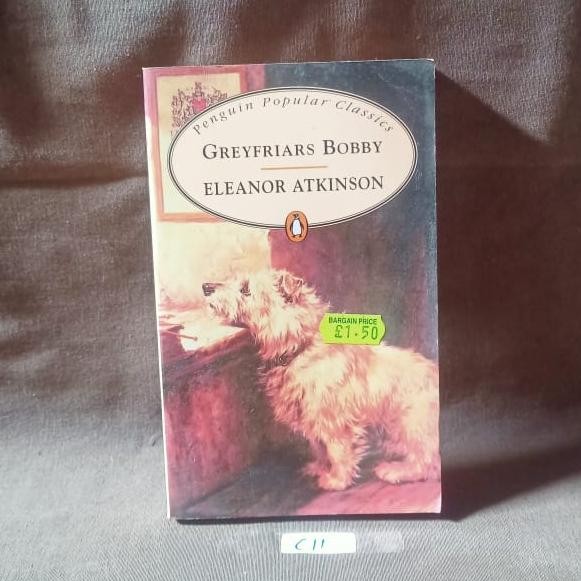 Penguin Popular Classics
GREYFRIARS BOBBY
ELEANOR ATKINSON
BARGAIN PRICE
£1.50
C11